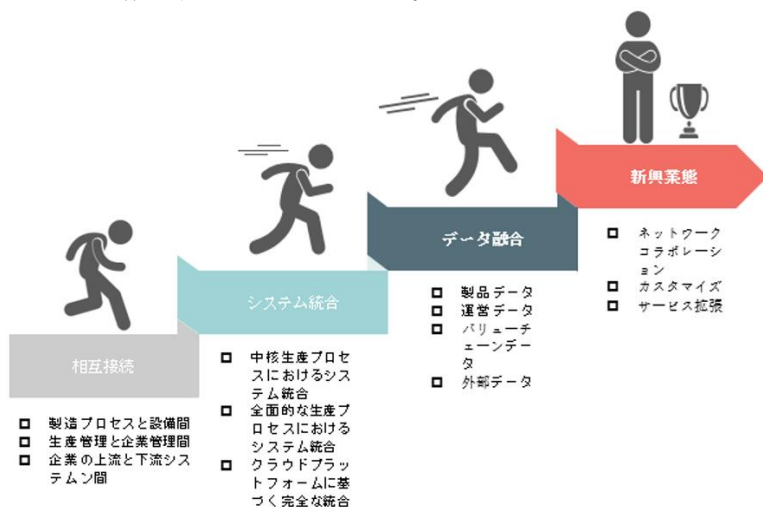 新興業態
ネットワーク
コラボレーシ
ョン
カスタマイズ
サービス拡張
データ融合
製品データ
運営データ
バリューチ
ェーンデー
タ
外部データ
システム統合
中核生産プロセ
スにおけるシス
テム統合
全面的な生産プ
ロセスにおける
システム統合
クラウドプラッ
トフォームに基
づく完全な統合
相互接続
製造プロセスと設備間
生産管理と企業管理間
企業の上流と下流シス
テムン間